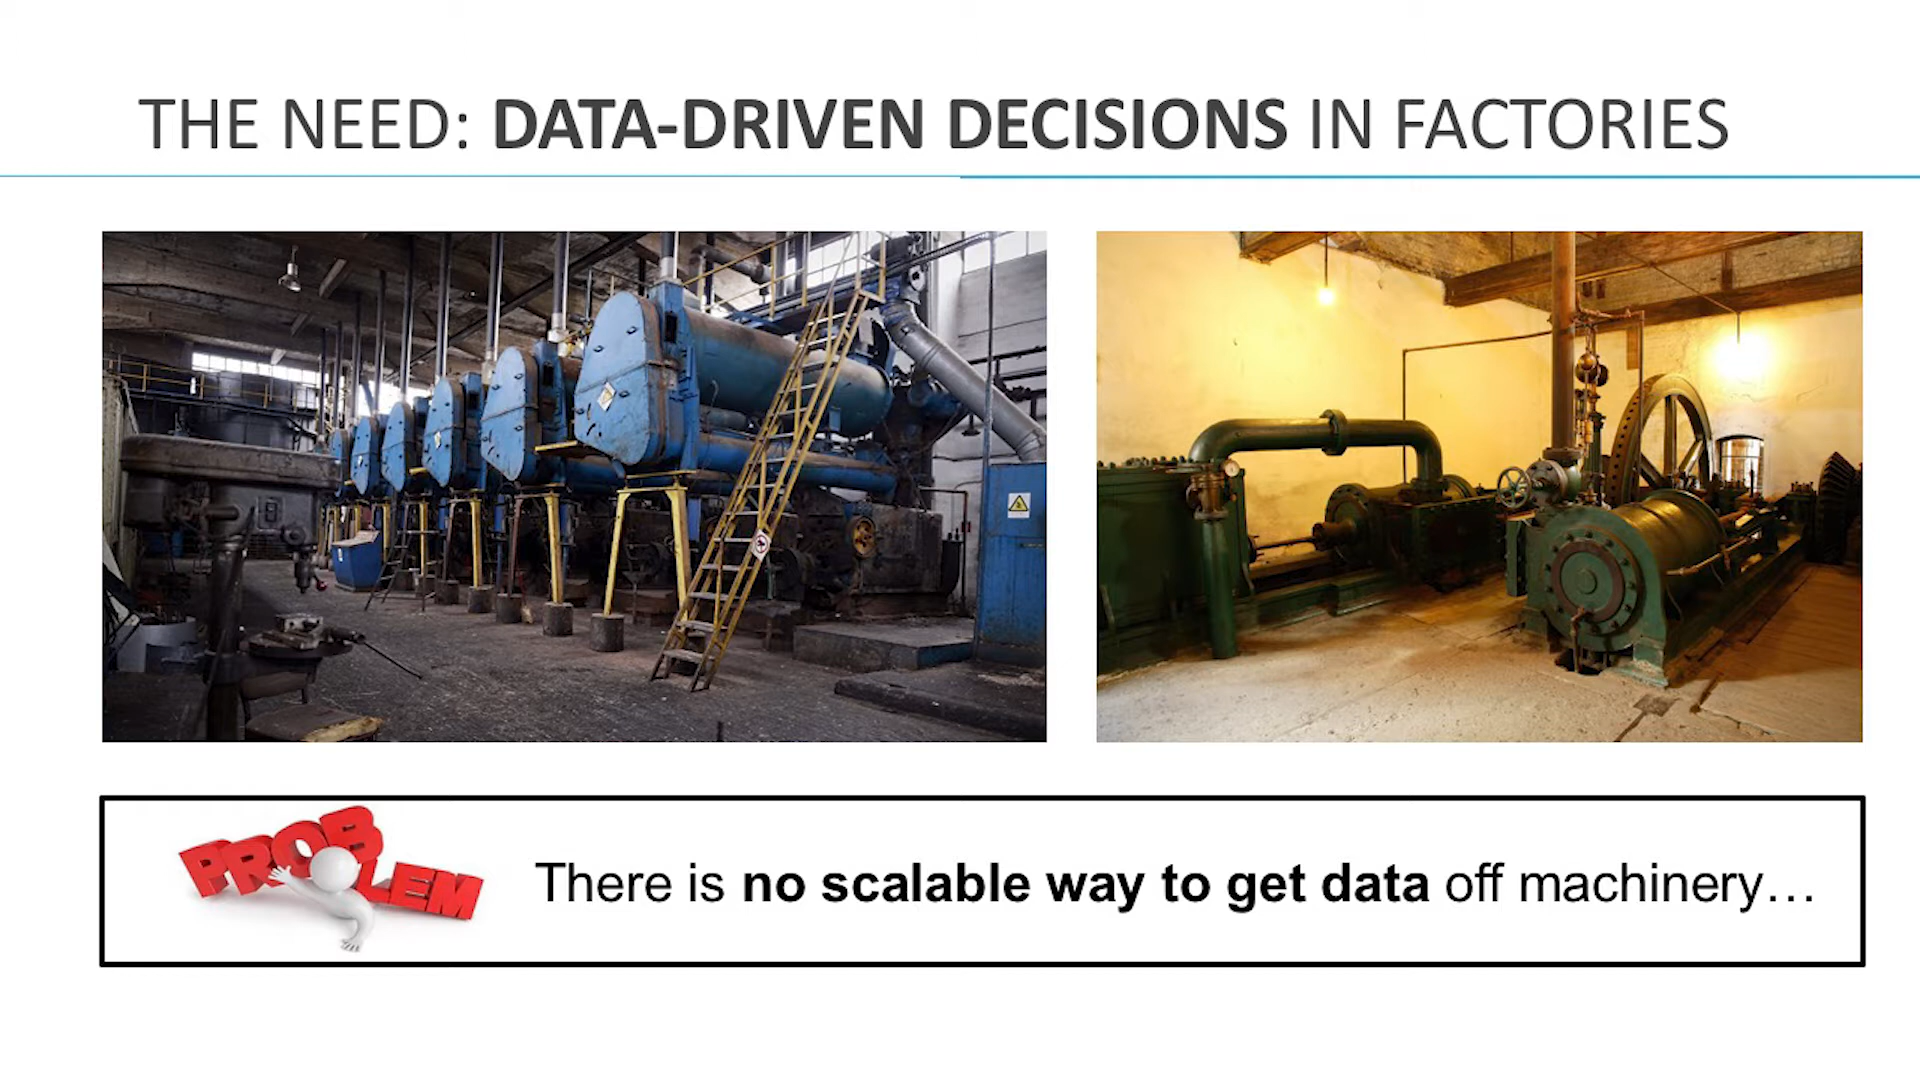 THE NEED: DATA-DRIVEN DECISIONS IN FACTORIES
PROBLEM
There is no scalable way to get data off machinery…